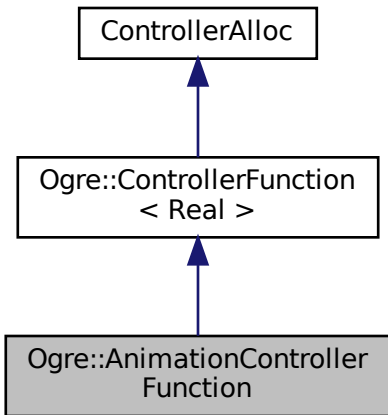 ControllerAlloc
Ogre::ControllerFunction
< Real >
Ogre::AnimationController
Function